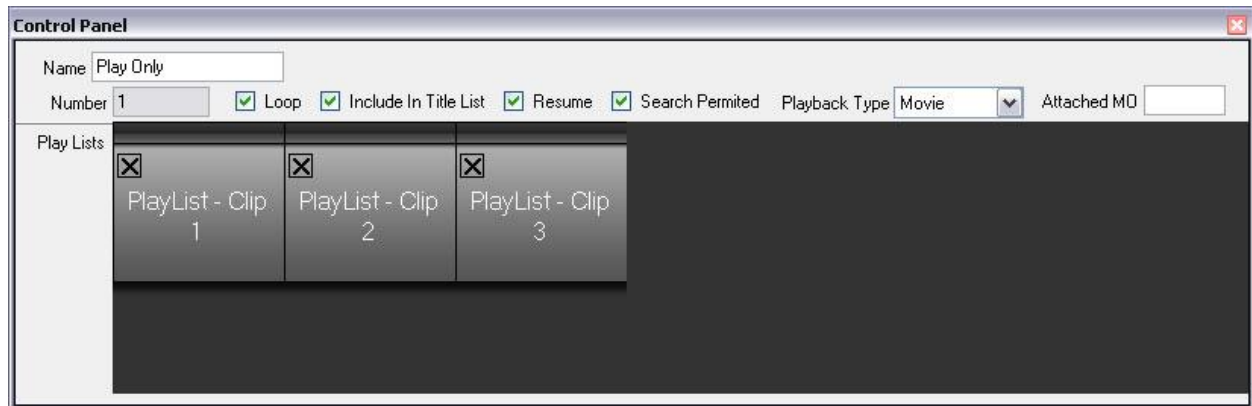 Control Panel
Name Play Only
Number 1 Loop Include In Title List Resume Search Permited Playback Type Movie Attached MO
Play Lists
PlayList - Clip 1
PlayList - Clip 2
PlayList - Clip 3